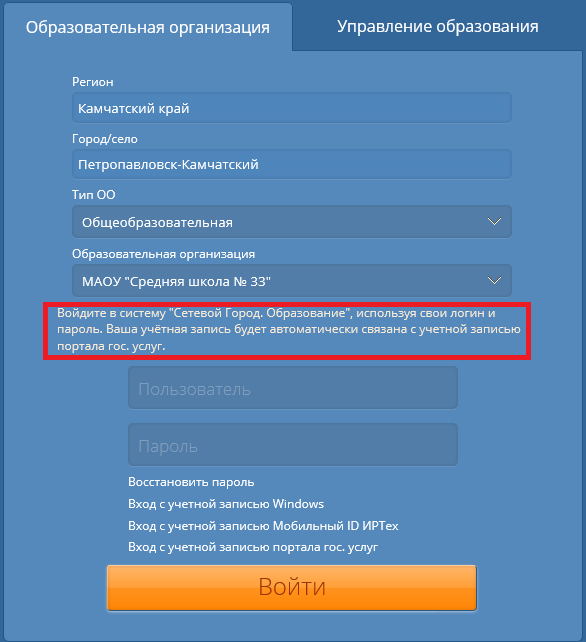 Образовательная организация
Управление образования
Регион
Камчатский край
Город/село
Петропавловск-Камчатский
Тип ОО
Общеобразовательная
Образовательная организация
МАОУ "Средняя школа № 33"
Войдите в систему "Сетевой Город. Образование", используя свои логин и
пароль. Ваша учётная запись будет автоматически связана с учетной записью
портала гос. услуг.
Пользователь
Пароль
Восстановить пароль
Вход с учетной записью Windows
Вход с учетной записью Мобильный ID ИРТех
Вход с учетной записью портала гос. услуг
Войти